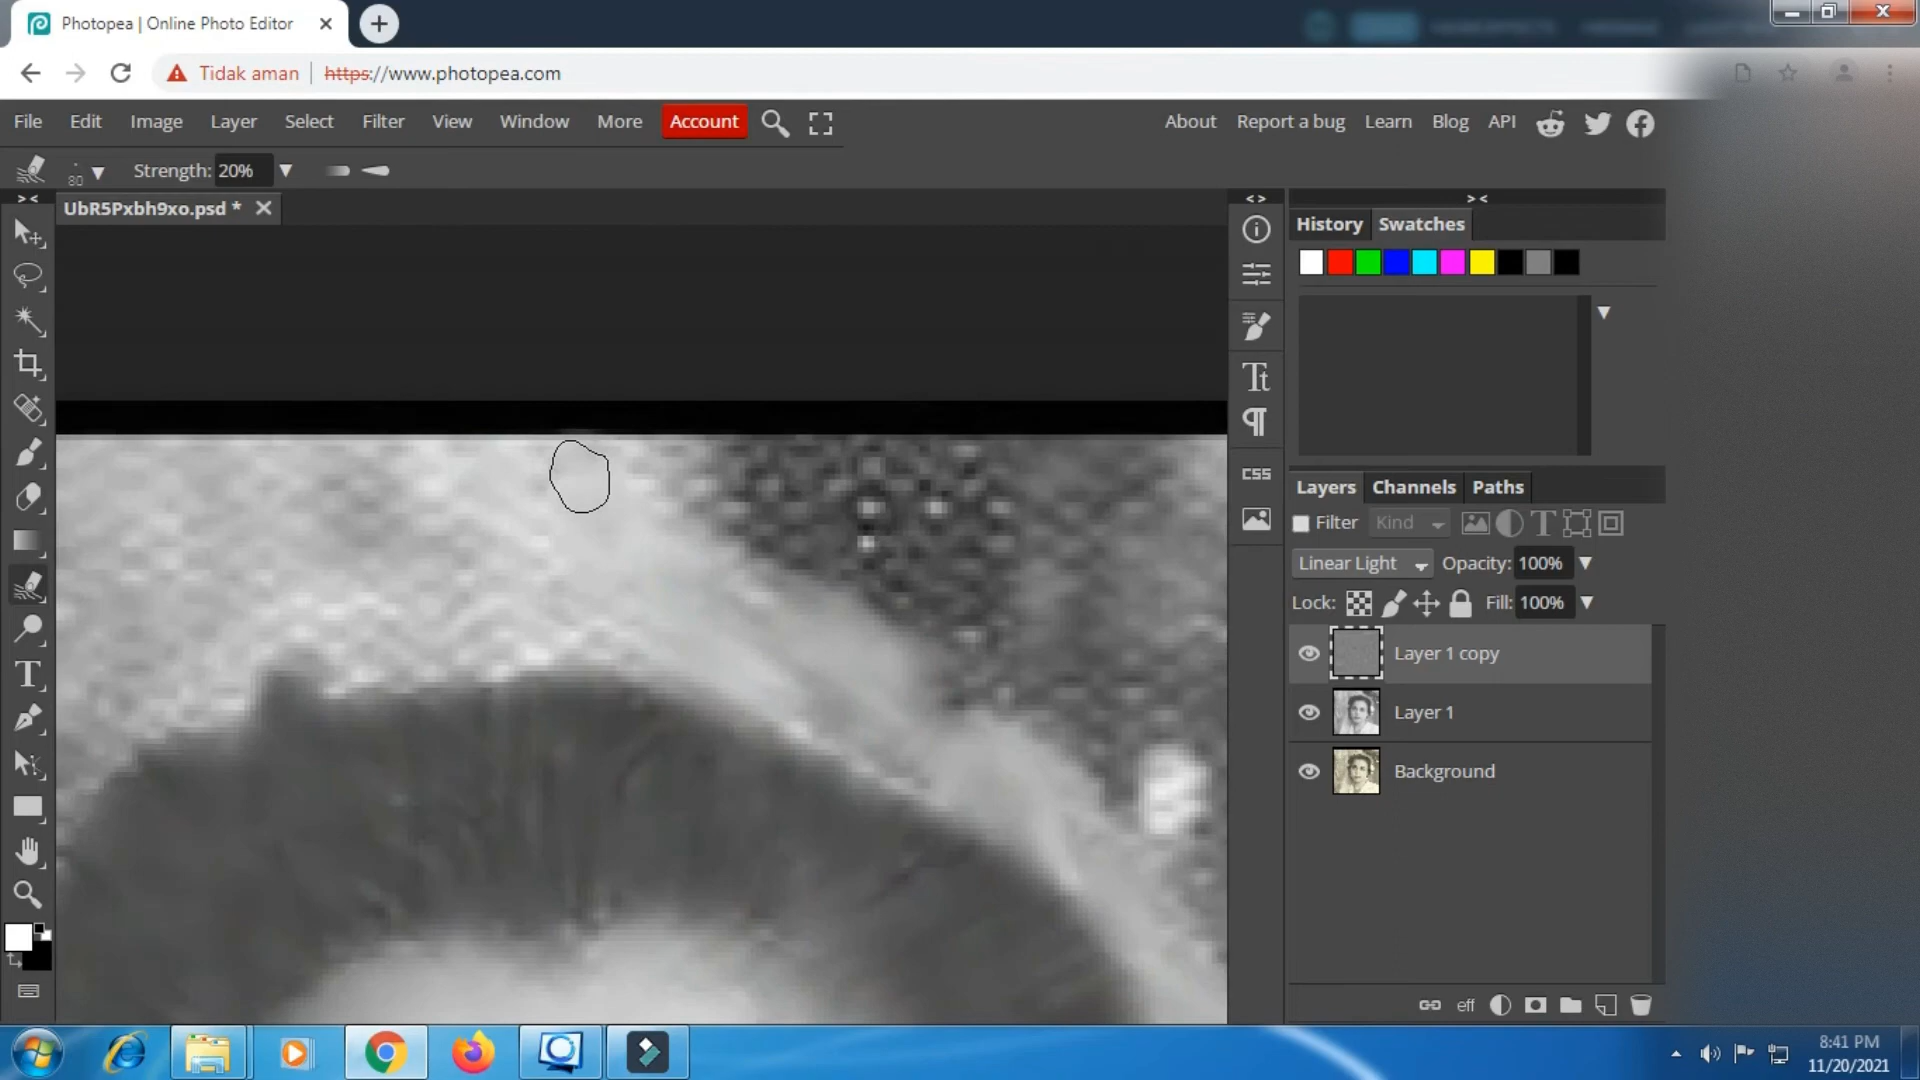 Photopea | Online Photo Editor
Tidak aman | https://www.photopea.com
File Edit Image Layer Select Filter View Window More Account About Report a bug Learn Blog API
80 Strength: 20%
UbR5Pxbh9xo.psd *
History Swatches
CSS
Layers Channels Paths
Filter Kind
Linear Light Opacity: 100%
Lock: Fill: 100%
Layer 1 copy
Layer 1
Background
eff
8:41 PM
11/20/2021